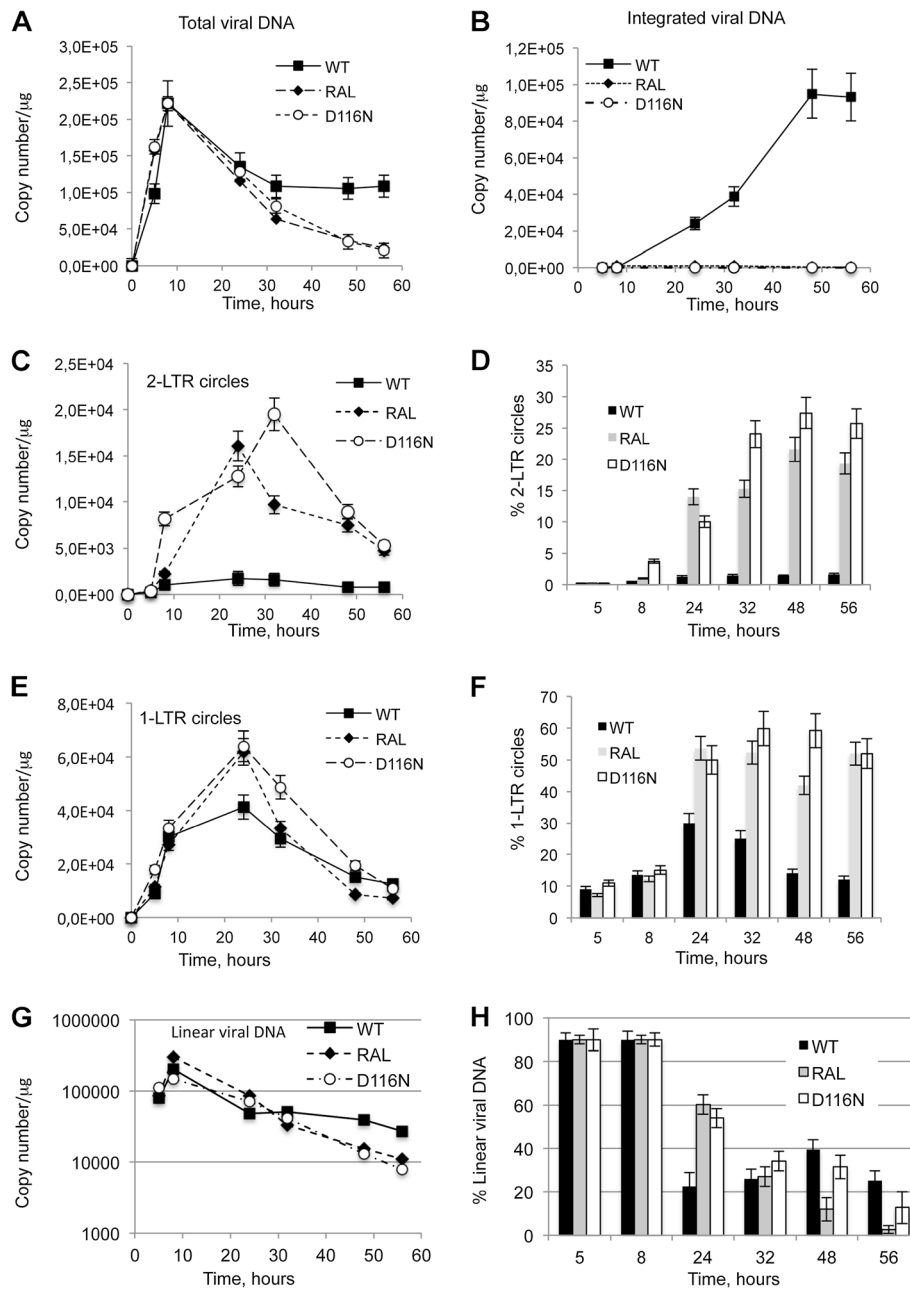 A
Total viral DNA
3,0E+05
2,5E+05
2,0E+05
1,5E+05
1,0E+05
5,0E+04
0,0E+00
Copy number/µg
WT
RAL
D116N
0 10 20 30 40 50 60
Time, hours
B
Integrated viral DNA
1,2E+05
1,0E+05
8,0E+04
6,0E+04
4,0E+04
2,0E+04
0,0E+00
Copy number/µg
WT
RAL
D116N
0 10 20 30 40 50 60
Time, hours
C
2-LTR circles
2,5E+04
2,0E+04
1,5E+04
1,0E+04
5,0E+03
0,0E+00
Copy number/µg
WT
RAL
D116N
0 10 20 30 40 50 60
Time, hours
D
% 2-LTR circles
35
30
25
20
15
10
5
0
WT
RAL
D116N
5 8 24 32 48 56
Time, hours
E
1-LTR circles
8,0E+04
6,0E+04
4,0E+04
2,0E+04
0,0E+00
Copy number/µg
WT
RAL
D116N
0 10 20 30 40 50 60
Time, hours
F
% 1-LTR circles
70
60
50
40
30
20
10
0
WT
RAL
D116N
5 8 24 32 48 56
Time, hours
G
Linear viral DNA
1000000
100000
10000
1000
Copy number/µg
WT
RAL
D116N
0 10 20 30 40 50 60
Time, hours
H
% Linear viral DNA
100
80
60
40
20
0
WT
RAL
D116N
5 8 24 32 48 56
Time, hours